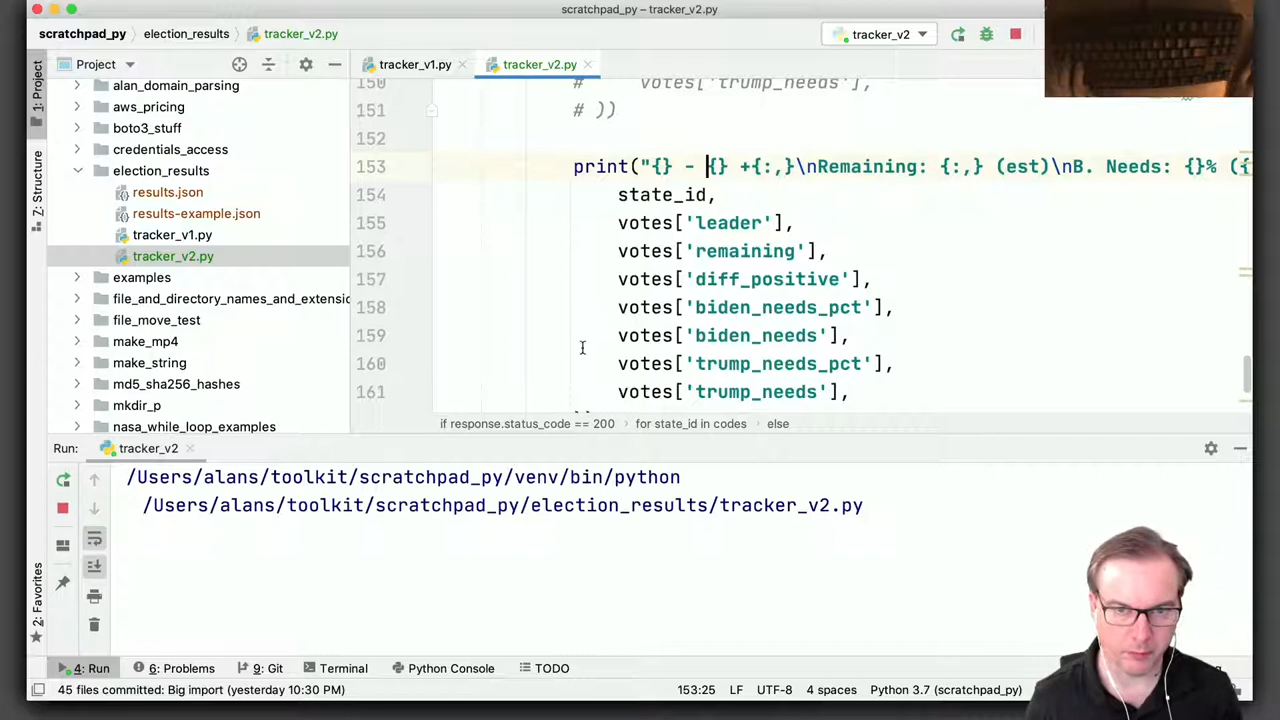 scratchpad_py – tracker_v2.py
scratchpad_py election_results tracker_v2.py
tracker_v2
Project
tracker_v1.py
tracker_v2.py
1: Project
Z: Structure
2: Favorites
alan_domain_parsing
aws_pricing
boto3_stuff
credentials_access
election_results
results.json
results-example.json
tracker_v1.py
tracker_v2.py
examples
file_and_directory_names_and_extensio
file_move_test
make_mp4
make_string
md5_sha256_hashes
mkdir_p
nasa_while_loop_examples
150 # votes['trump_needs'],
151 # ))
152
153 print("{} - {} +{:,}\nRemaining: {:,} (est)\nB. Needs: {}% ({
154 state_id,
155 votes['leader'],
156 votes['remaining'],
157 votes['diff_positive'],
158 votes['biden_needs_pct'],
159 votes['biden_needs'],
160 votes['trump_needs_pct'],
161 votes['trump_needs'],
if response.status_code == 200 for state_id in codes else
Run: tracker_v2
/Users/alans/toolkit/scratchpad_py/venv/bin/python
/Users/alans/toolkit/scratchpad_py/election_results/tracker_v2.py
4: Run 6: Problems 9: Git Terminal Python Console TODO
45 files committed: Big import (yesterday 10:30 PM) 153:25 LF UTF-8 4 spaces Python 3.7 (scratchpad_py)